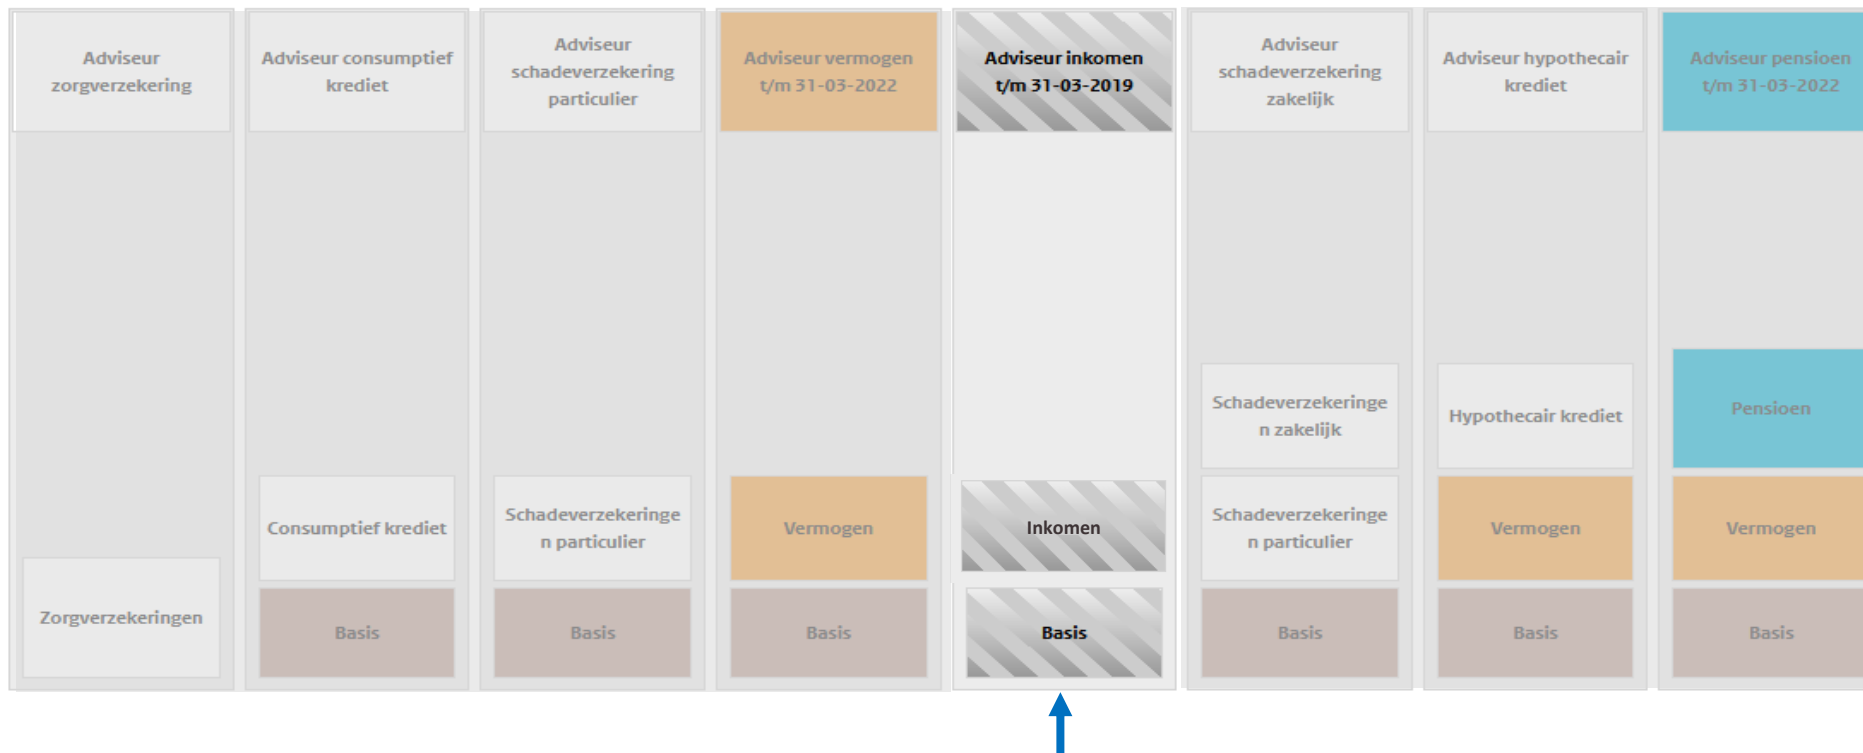 Adviseur
zorgverzekering
Adviseur consumptief
krediet
Adviseur
schadeverzekering
particulier
Adviseur vermogen
t/m 31-03-2022
Adviseur inkomen
t/m 31-03-2019
Adviseur
schadeverzekering
zakelijk
Adviseur hypothecair
krediet
Adviseur pensioen
t/m 31-03-2022
Schadeverzekeringe
n zakelijk
Hypothecair krediet
Pensioen
Consumptief krediet
Schadeverzekeringe
n particulier
Vermogen
Inkomen
Schadeverzekeringe
n particulier
Vermogen
Vermogen
Zorgverzekeringen
Basis
Basis
Basis
Basis
Basis
Basis
Basis